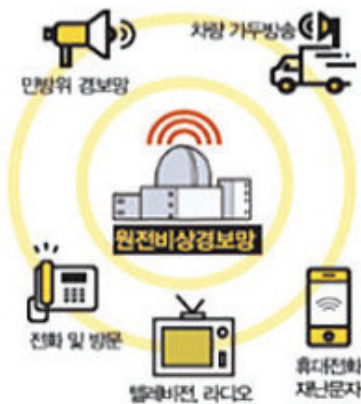 차량 가두방송
민방위 경보망
원전비상경보망
전화 및 방문
텔레비전, 라디오
휴대전화
재난문자